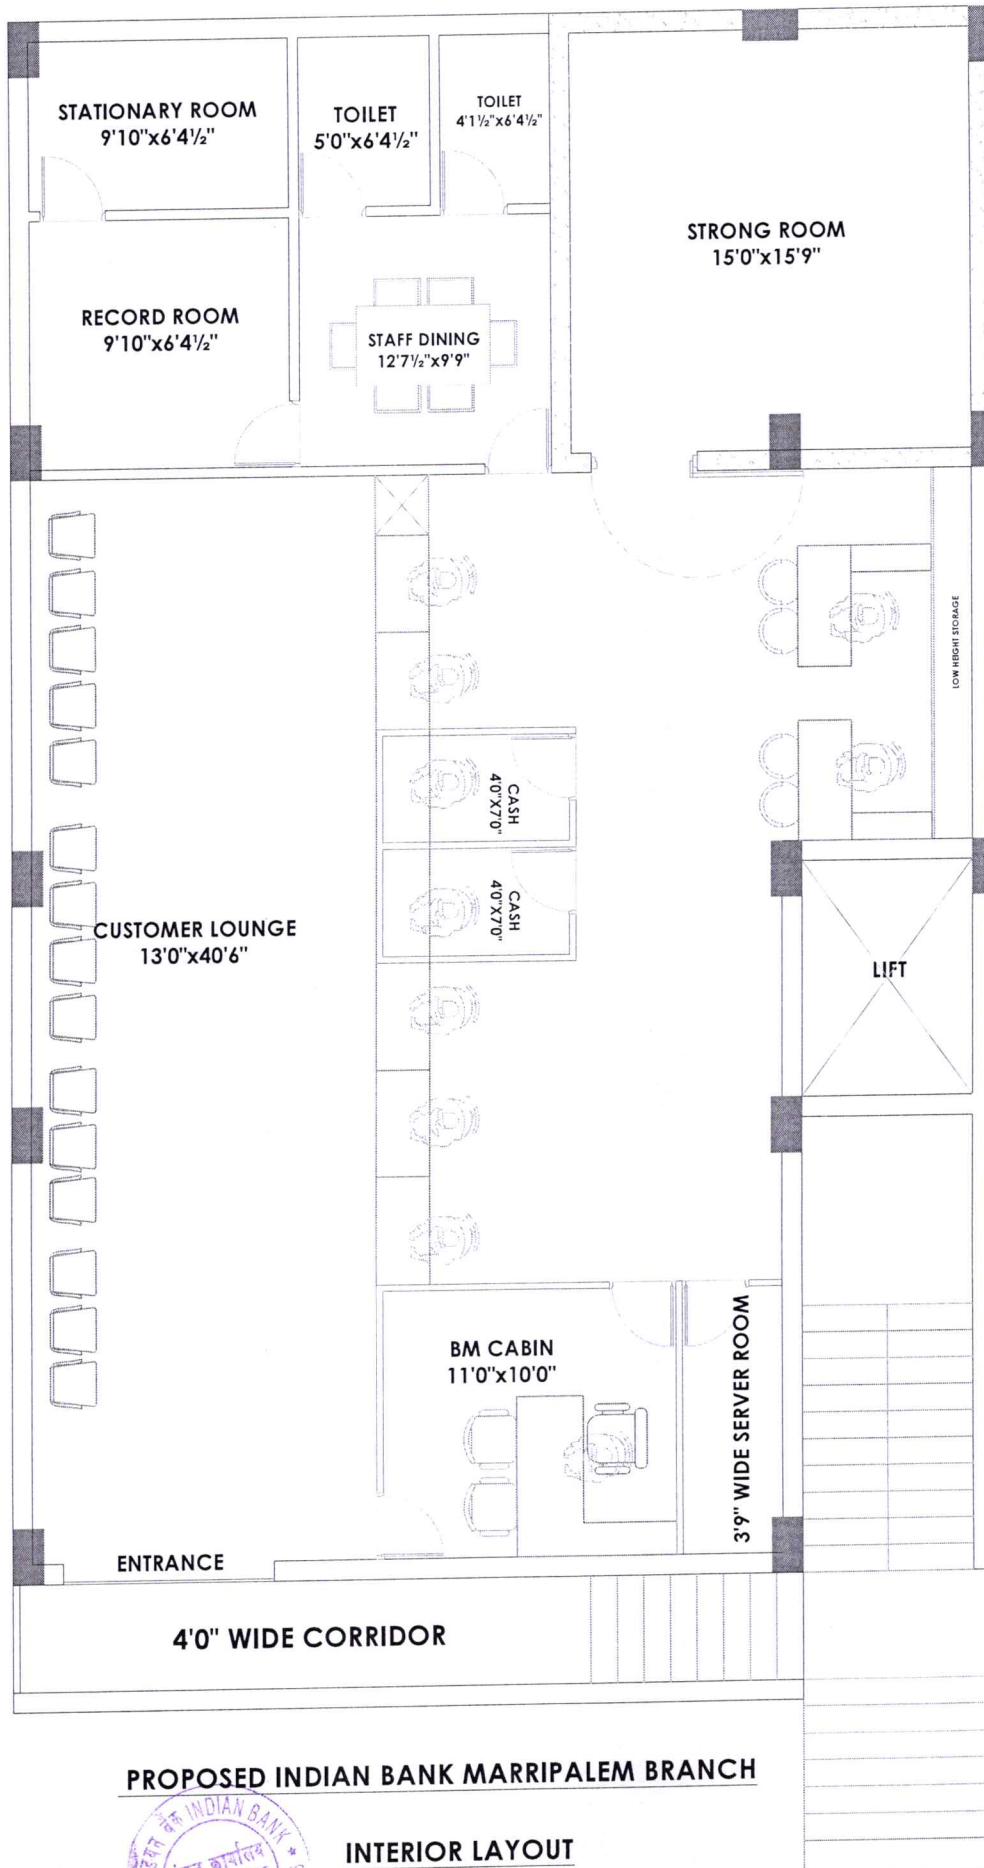 STATIONARY ROOM
9'10"x6'4½"
TOILET
5'0"x6'4½"
TOILET
4'1½"x6'4½"
STRONG ROOM
15'0"x15'9"
RECORD ROOM
9'10"x6'4½"
STAFF DINING
12'7½"x9'9"
LOW HEIGHT STORAGE
CASH
4'0"X7'0"
CASH
4'0"X7'0"
CUSTOMER LOUNGE
13'0"x40'6"
LIFT
BM CABIN
11'0"x10'0"
3'9" WIDE SERVER ROOM
ENTRANCE
4'0" WIDE CORRIDOR
PROPOSED INDIAN BANK MARRIPALEM BRANCH
बैंक INDIAN BANK
कार्यालय
INTERIOR LAYOUT